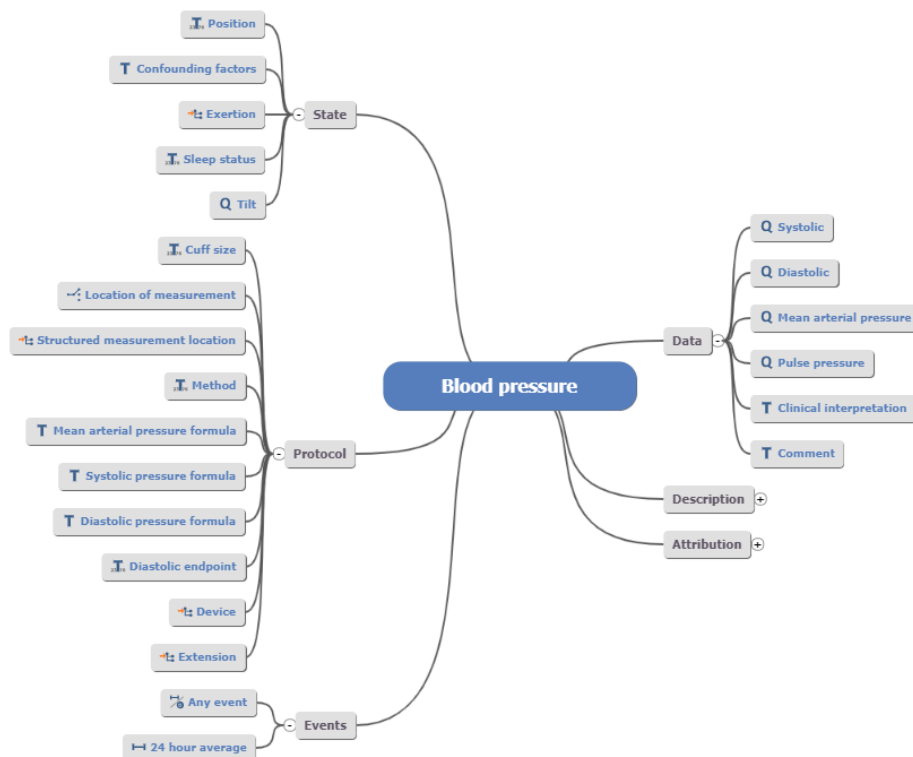 Position
T Confounding factors
Exertion
State
Sleep status
Q Tilt
Cuff size
Location of measurement
Structured measurement location
Method
T Mean arterial pressure formula
Protocol
T Systolic pressure formula
T Diastolic pressure formula
Diastolic endpoint
Device
Extension
Any event
Events
24 hour average
Blood pressure
Data
Q Systolic
Q Diastolic
Q Mean arterial pressure
Q Pulse pressure
T Clinical interpretation
T Comment
Description
Attribution